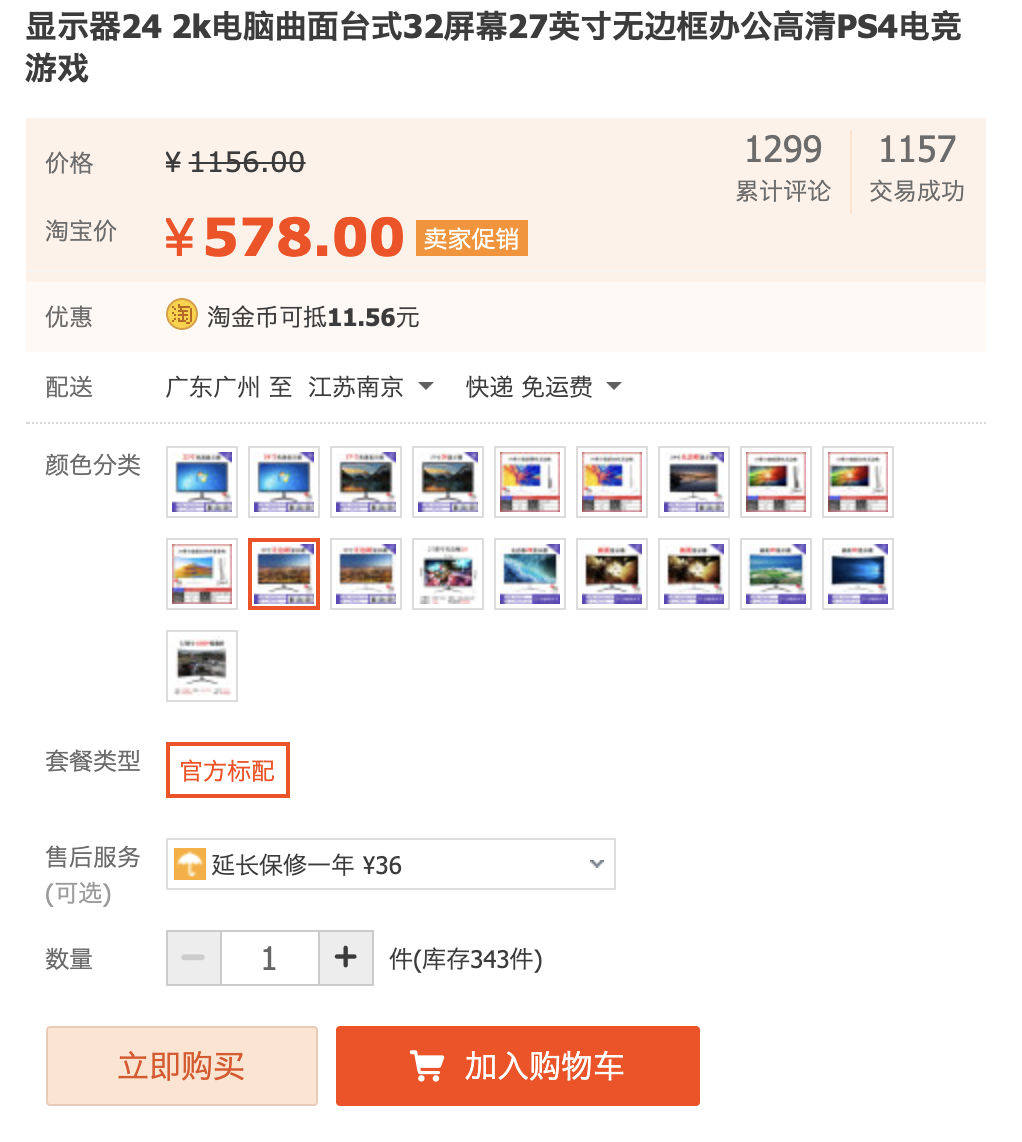 显示器24 2k电脑曲面台式32屏幕27英寸无边框办公高清PS4电竞
游戏
价格 ¥ 1156.00
1299 累计评论
1157 交易成功
淘宝价 ¥578.00 卖家促销
优惠 淘 淘金币可抵11.56元
配送 广东广州 至 江苏南京 快递 免运费
颜色分类
套餐类型 官方标配
售后服务 延长保修一年 ¥36
(可选)
数量 1 件(库存343件)
立即购买 加入购物车